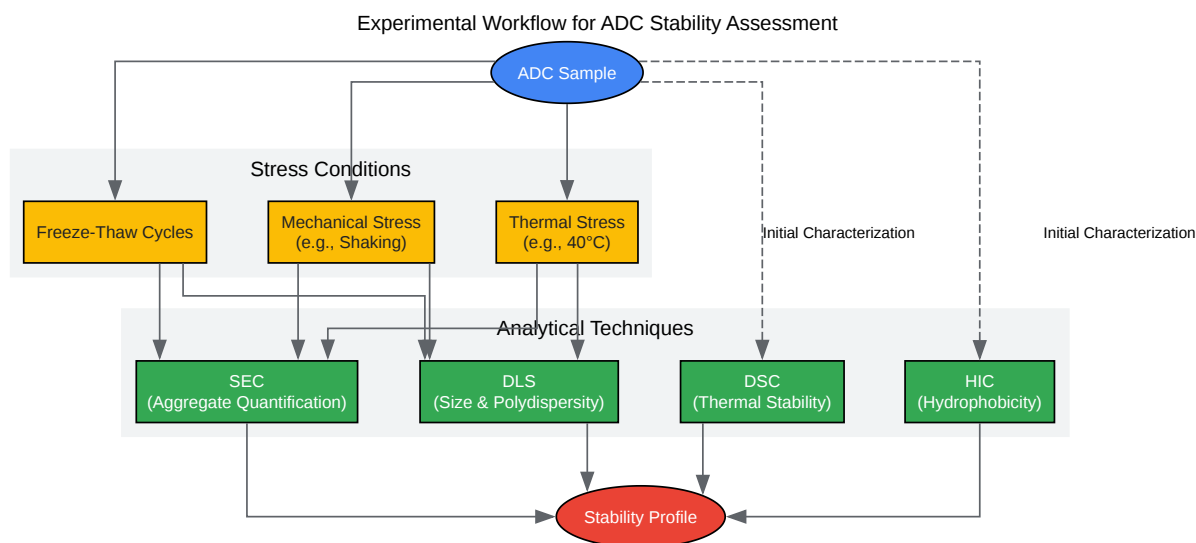 Experimental Workflow for ADC Stability Assessment
ADC Sample
Stress Conditions
Freeze-Thaw Cycles
Mechanical Stress
(e.g., Shaking)
Thermal Stress
(e.g., 40°C)
Initial Characterization
Initial Characterization
Analytical Techniques
SEC
(Aggregate Quantification)
DLS
(Size & Polydispersity)
DSC
(Thermal Stability)
HIC
(Hydrophobicity)
Stability Profile